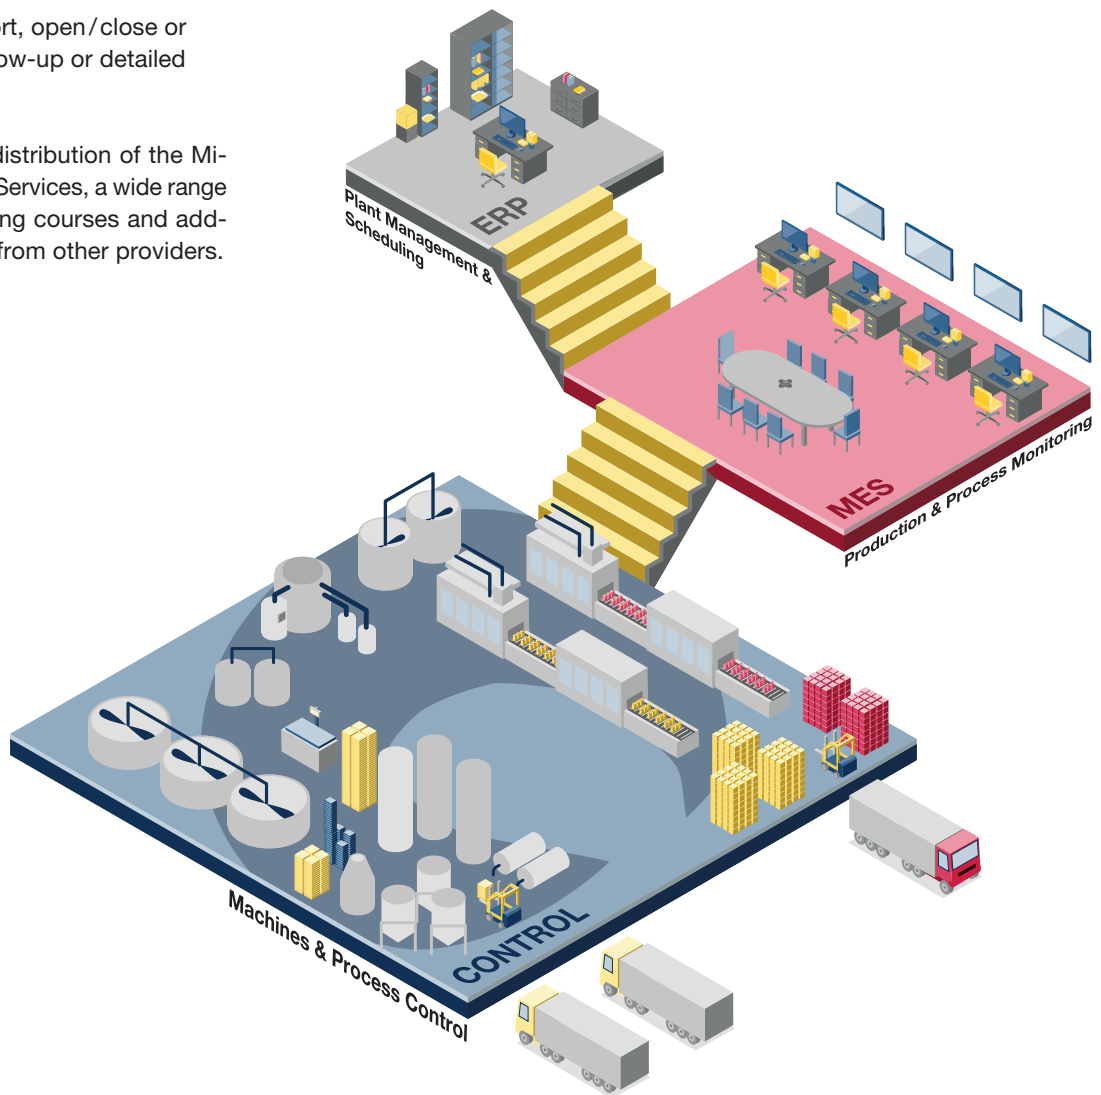 rt, open/close or
ow-up or detailed
distribution of the Mi-
Services, a wide range
ng courses and add-
from other providers.
ERP
Plant Management &
Scheduling
MES
Production & Process Monitoring
CONTROL
Machines & Process Control